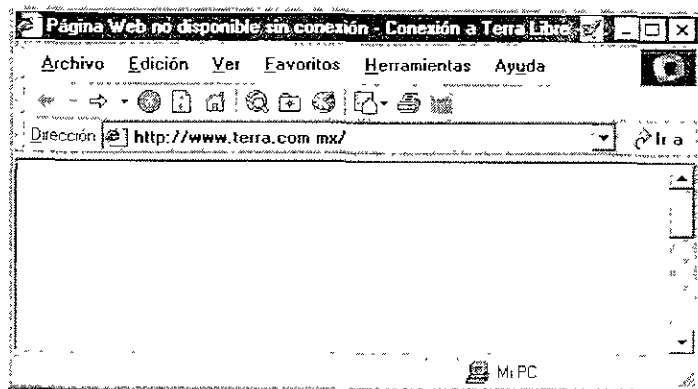 Página Web no disponible sin conexión - Conexión a Terra Libre
Archivo Edición Ver Favoritos Herramientas Ayuda
Dirección http://www.terra.com mx/ Ir a
Mi PC